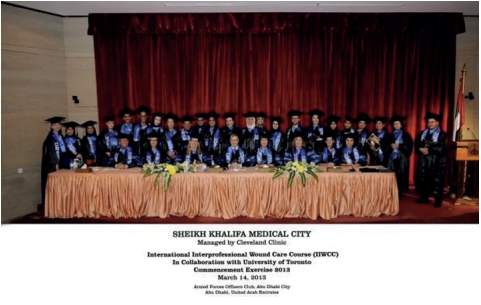 SHEIKH KHALIFA MEDICAL CITY
Managed by Cleveland Clinic
International Interprofessional Wound Care Course (IIWCC)
In Collaboration with University of Toronto
Commencement Exercise 2013
March 14, 2013
Armed Forces Officers Club, Abu Dhabi City
Abu Dhabi, United Arab Emirates